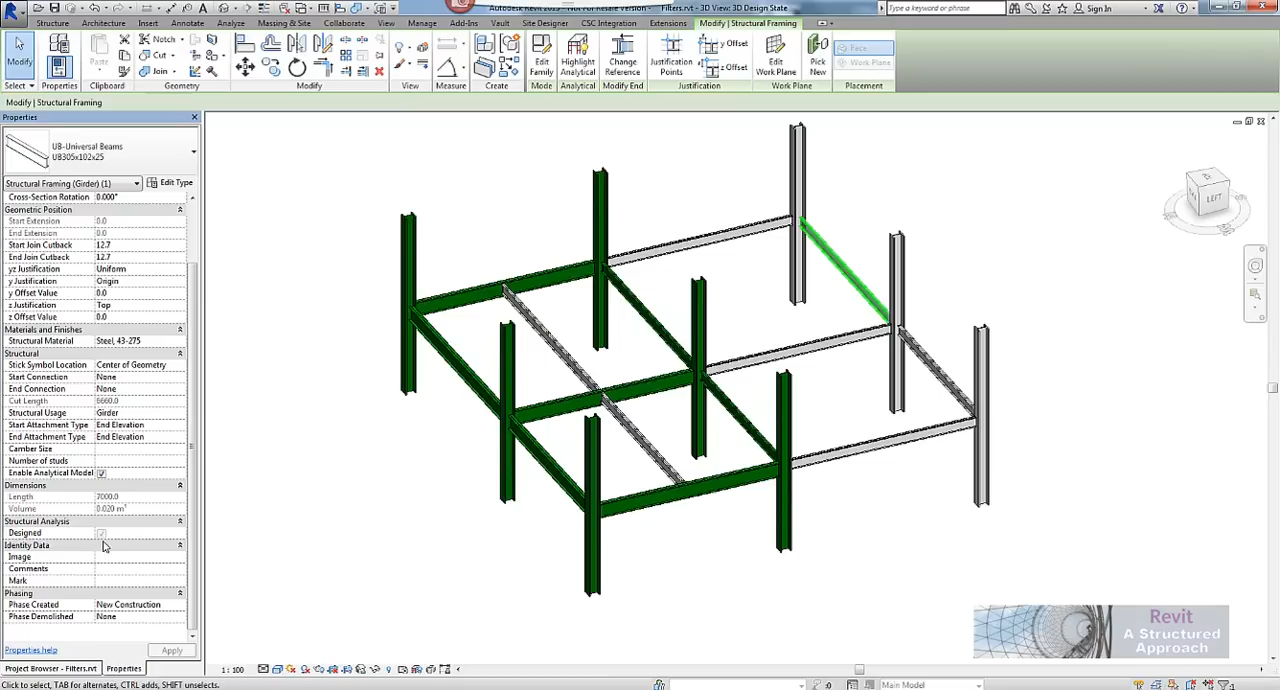 Autodesk Revit 2015 - Not For Resale Version - Filters.rvt - 3D View: 3D Design State
Type a keyword or phrase
Sign In
Structure Architecture Insert Annotate Analyze Massing & Site Collaborate View Manage Add-Ins Vault Site Designer CSC Integration Extensions Modify | Structural Framing
Modify
Properties
Paste
Notch
Cut
Join
Edit Family
Highlight Analytical
Change Reference
Justification Points
y Offset
z Offset
Edit Work Plane
Pick New
Face
Work Plane
Select Properties Clipboard Geometry Modify View Measure Create Mode Analytical Modify End Justification Work Plane Placement
Modify | Structural Framing
Properties
UB-Universal Beams
UB305x102x25
Structural Framing (Girder) (1) Edit Type
Cross-Section Rotation 0.000°
Geometric Position
Start Extension 0.0
End Extension 0.0
Start Join Cutback 12.7
End Join Cutback 12.7
yz Justification Uniform
y Justification Origin
y Offset Value 0.0
z Justification Top
z Offset Value 0.0
Materials and Finishes
Structural Material Steel, 43-275
Structural
Stick Symbol Location Center of Geometry
Start Connection None
End Connection None
Cut Length 6660.0
Structural Usage Girder
Start Attachment Type End Elevation
End Attachment Type End Elevation
Camber Size
Number of studs
Enable Analytical Model
Dimensions
Length 7000.0
Volume 0.020 m³
Structural Analysis
Designed
Identity Data
Image
Comments
Mark
Phasing
Phase Created New Construction
Phase Demolished None
Properties help Apply
Project Browser - Filters.rvt Properties
LEFT
Revit
A Structured
Approach
1 : 100
Click to select, TAB for alternates, CTRL adds, SHIFT unselects.
:0
Main Model
:1